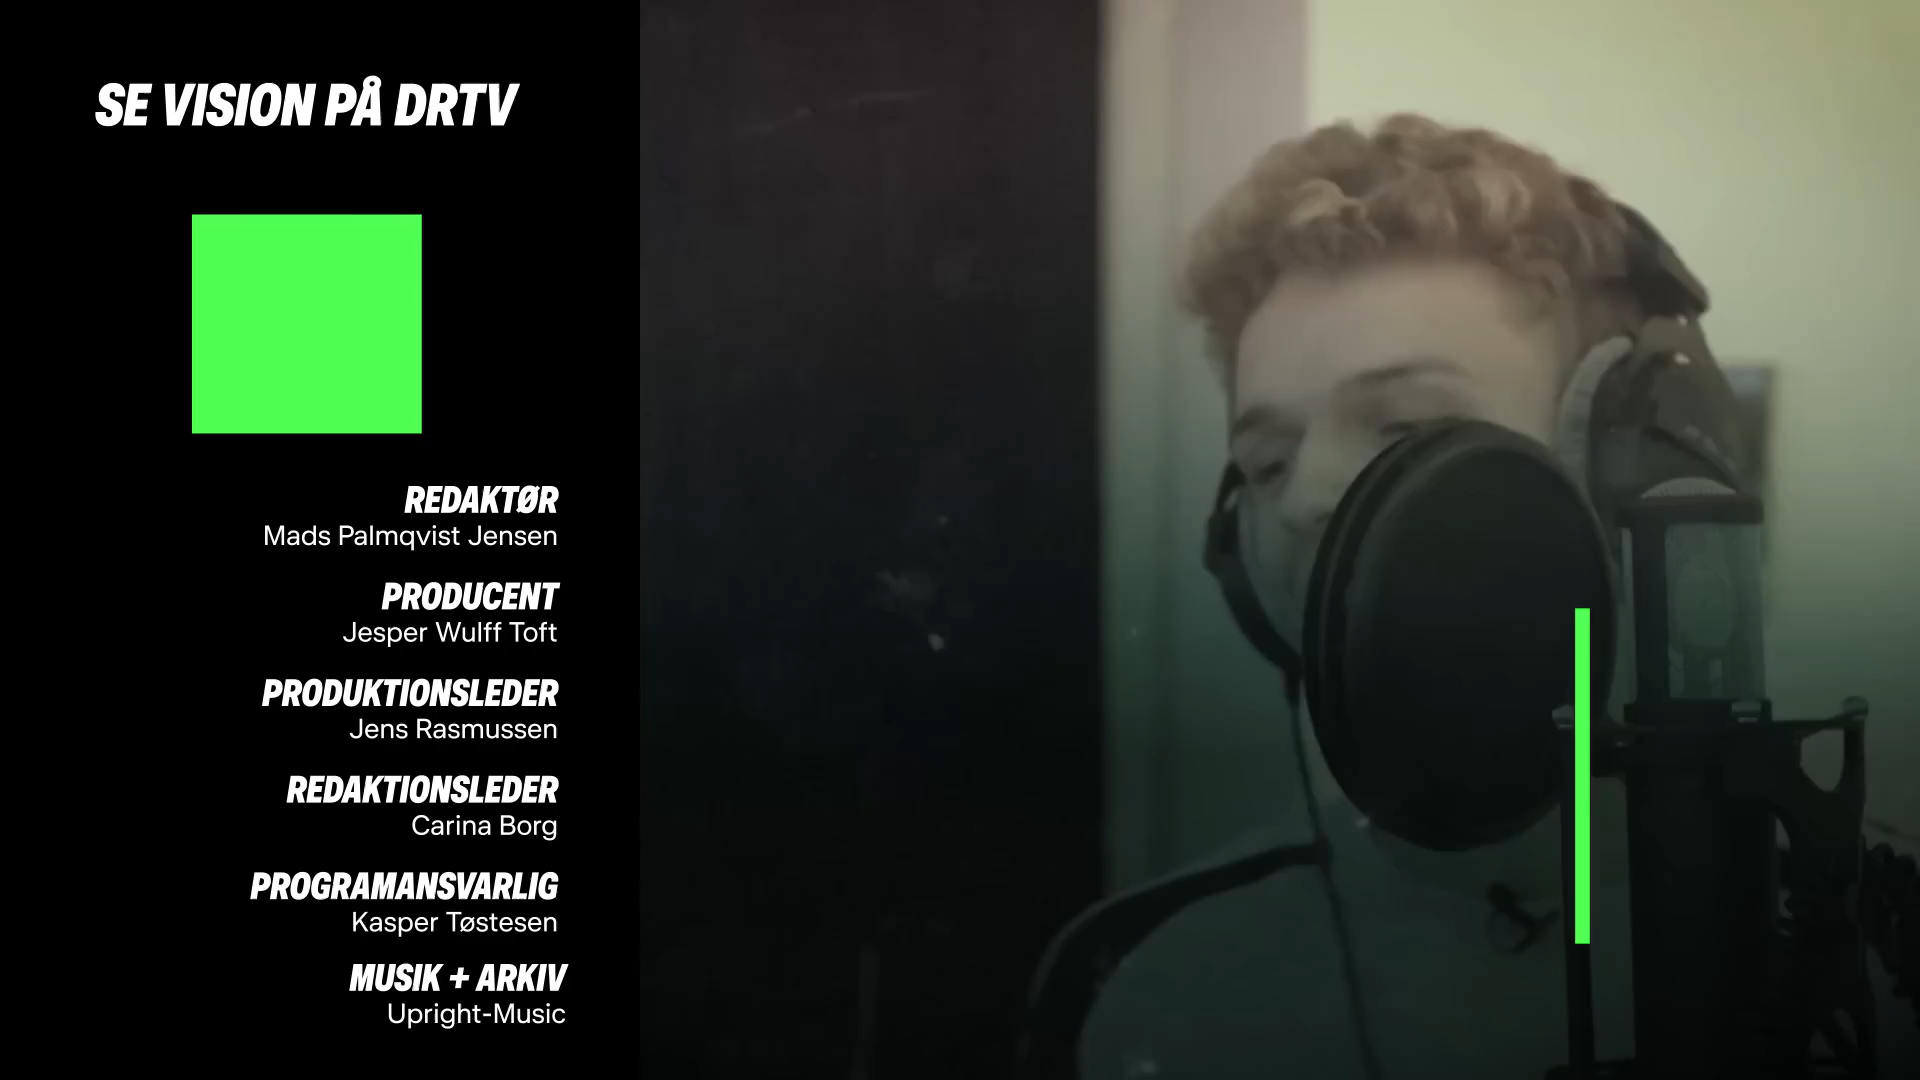 SE VISION PÅ DRTV
REDAKTØR
Mads Palmqvist Jensen
PRODUCENT
Jesper Wulff Toft
PRODUKTIONSLEDER
Jens Rasmussen
REDAKTIONSLEDER
Carina Borg
PROGRAMANSVARLIG
Kasper Tøstesen
MUSIK + ARKIV
Upright-Music